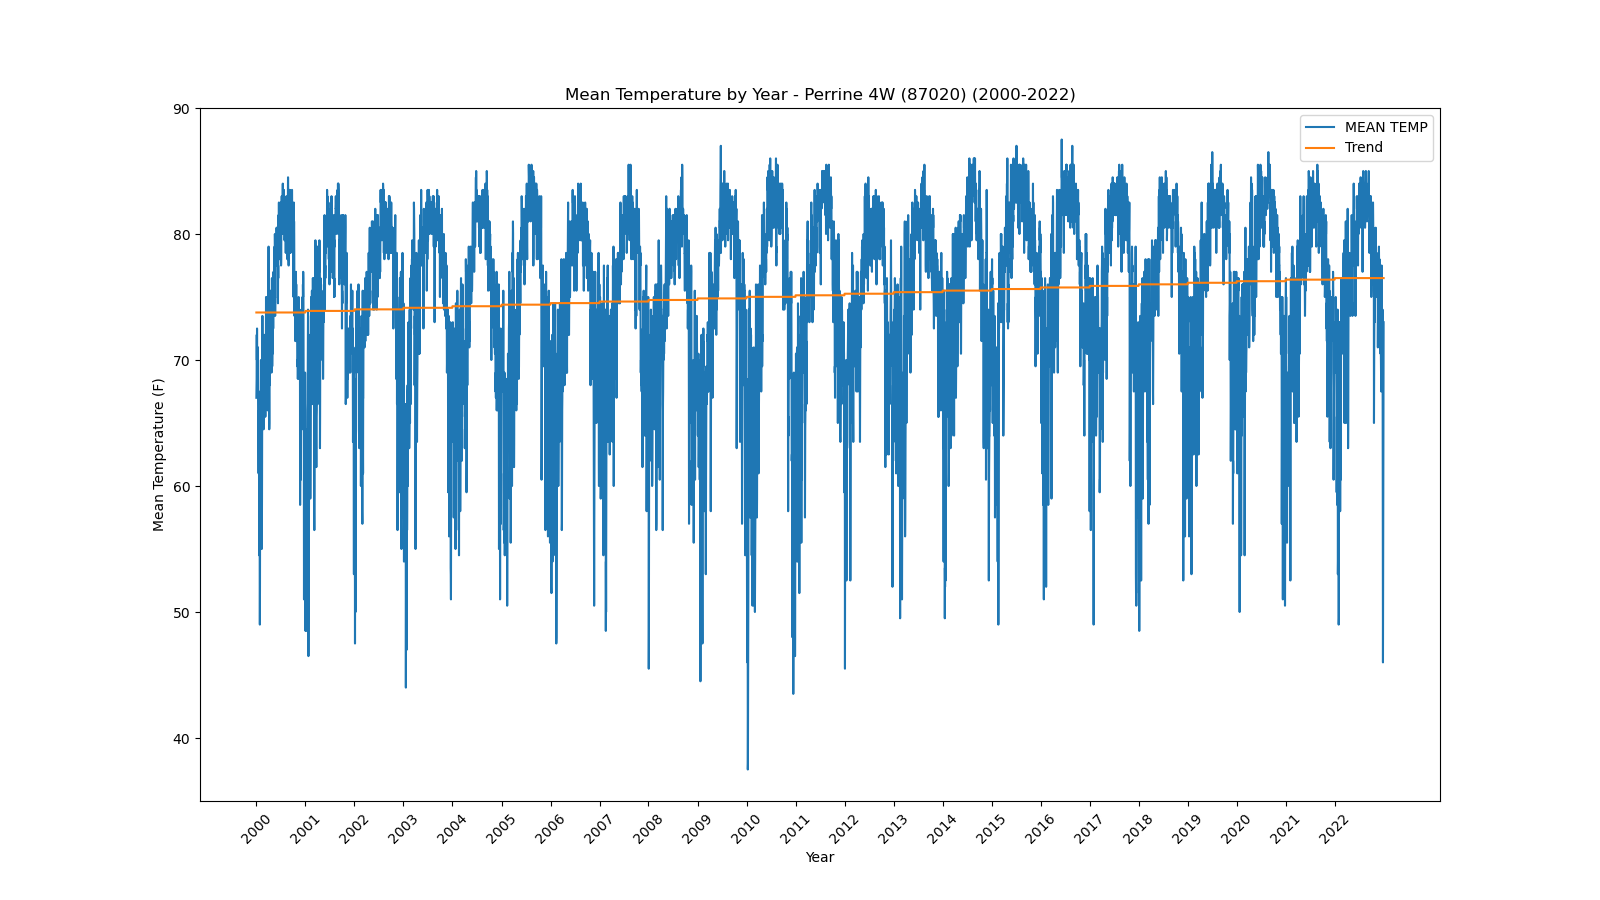 Mean Temperature by Year - Perrine 4W (87020) (2000-2022)
MEAN TEMP
Trend
90
80
70
60
50
40
Mean Temperature (F)
2000 2001 2002 2003 2004 2005 2006 2007 2008 2009 2010 2011 2012 2013 2014 2015 2016 2017 2018 2019 2020 2021 2022
Year